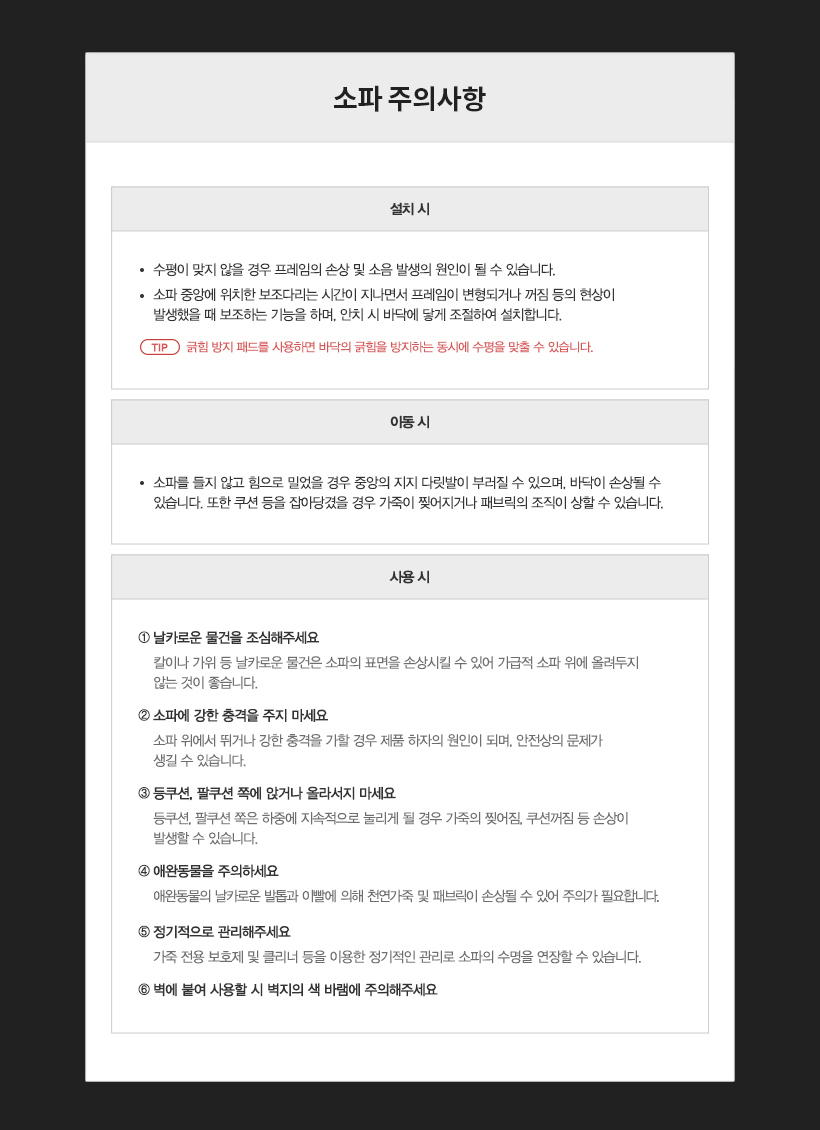 소파 주의사항
설치 시
• 수평이 맞지 않을 경우 프레임의 손상 및 소음 발생의 원인이 될 수 있습니다.
• 소파 중앙에 위치한 보조다리는 시간이 지나면서 프레임이 변형되거나 꺼짐 등의 현상이
발생했을 때 보조하는 기능을 하며, 안치 시 바닥에 닿게 조절하여 설치합니다.
TIP 긁힘 방지 패드를 사용하면 바닥의 긁힘을 방지하는 동시에 수평을 맞출 수 있습니다.
이동 시
• 소파를 들지 않고 힘으로 밀었을 경우 중앙의 지지 다릿발이 부러질 수 있으며, 바닥이 손상될 수
있습니다. 또한 쿠션 등을 잡아당겼을 경우 가죽이 찢어지거나 패브릭의 조직이 상할 수 있습니다.
사용 시
① 날카로운 물건을 조심해주세요
칼이나 가위 등 날카로운 물건은 소파의 표면을 손상시킬 수 있어 가급적 소파 위에 올려두지
않는 것이 좋습니다.
② 소파에 강한 충격을 주지 마세요
소파 위에서 뛰거나 강한 충격을 가할 경우 제품 하자의 원인이 되며, 안전상의 문제가
생길 수 있습니다.
③ 등쿠션, 팔쿠션 쪽에 앉거나 올라서지 마세요
등쿠션, 팔쿠션 쪽은 하중에 지속적으로 눌리게 될 경우 가죽의 찢어짐, 쿠션꺼짐 등 손상이
발생할 수 있습니다.
④ 애완동물을 주의하세요
애완동물의 날카로운 발톱과 이빨에 의해 천연가죽 및 패브릭이 손상될 수 있어 주의가 필요합니다.
⑤ 정기적으로 관리해주세요
가죽 전용 보호제 및 클리너 등을 이용한 정기적인 관리로 소파의 수명을 연장할 수 있습니다.
⑥ 벽에 붙여 사용할 시 벽지의 색 바램에 주의해주세요